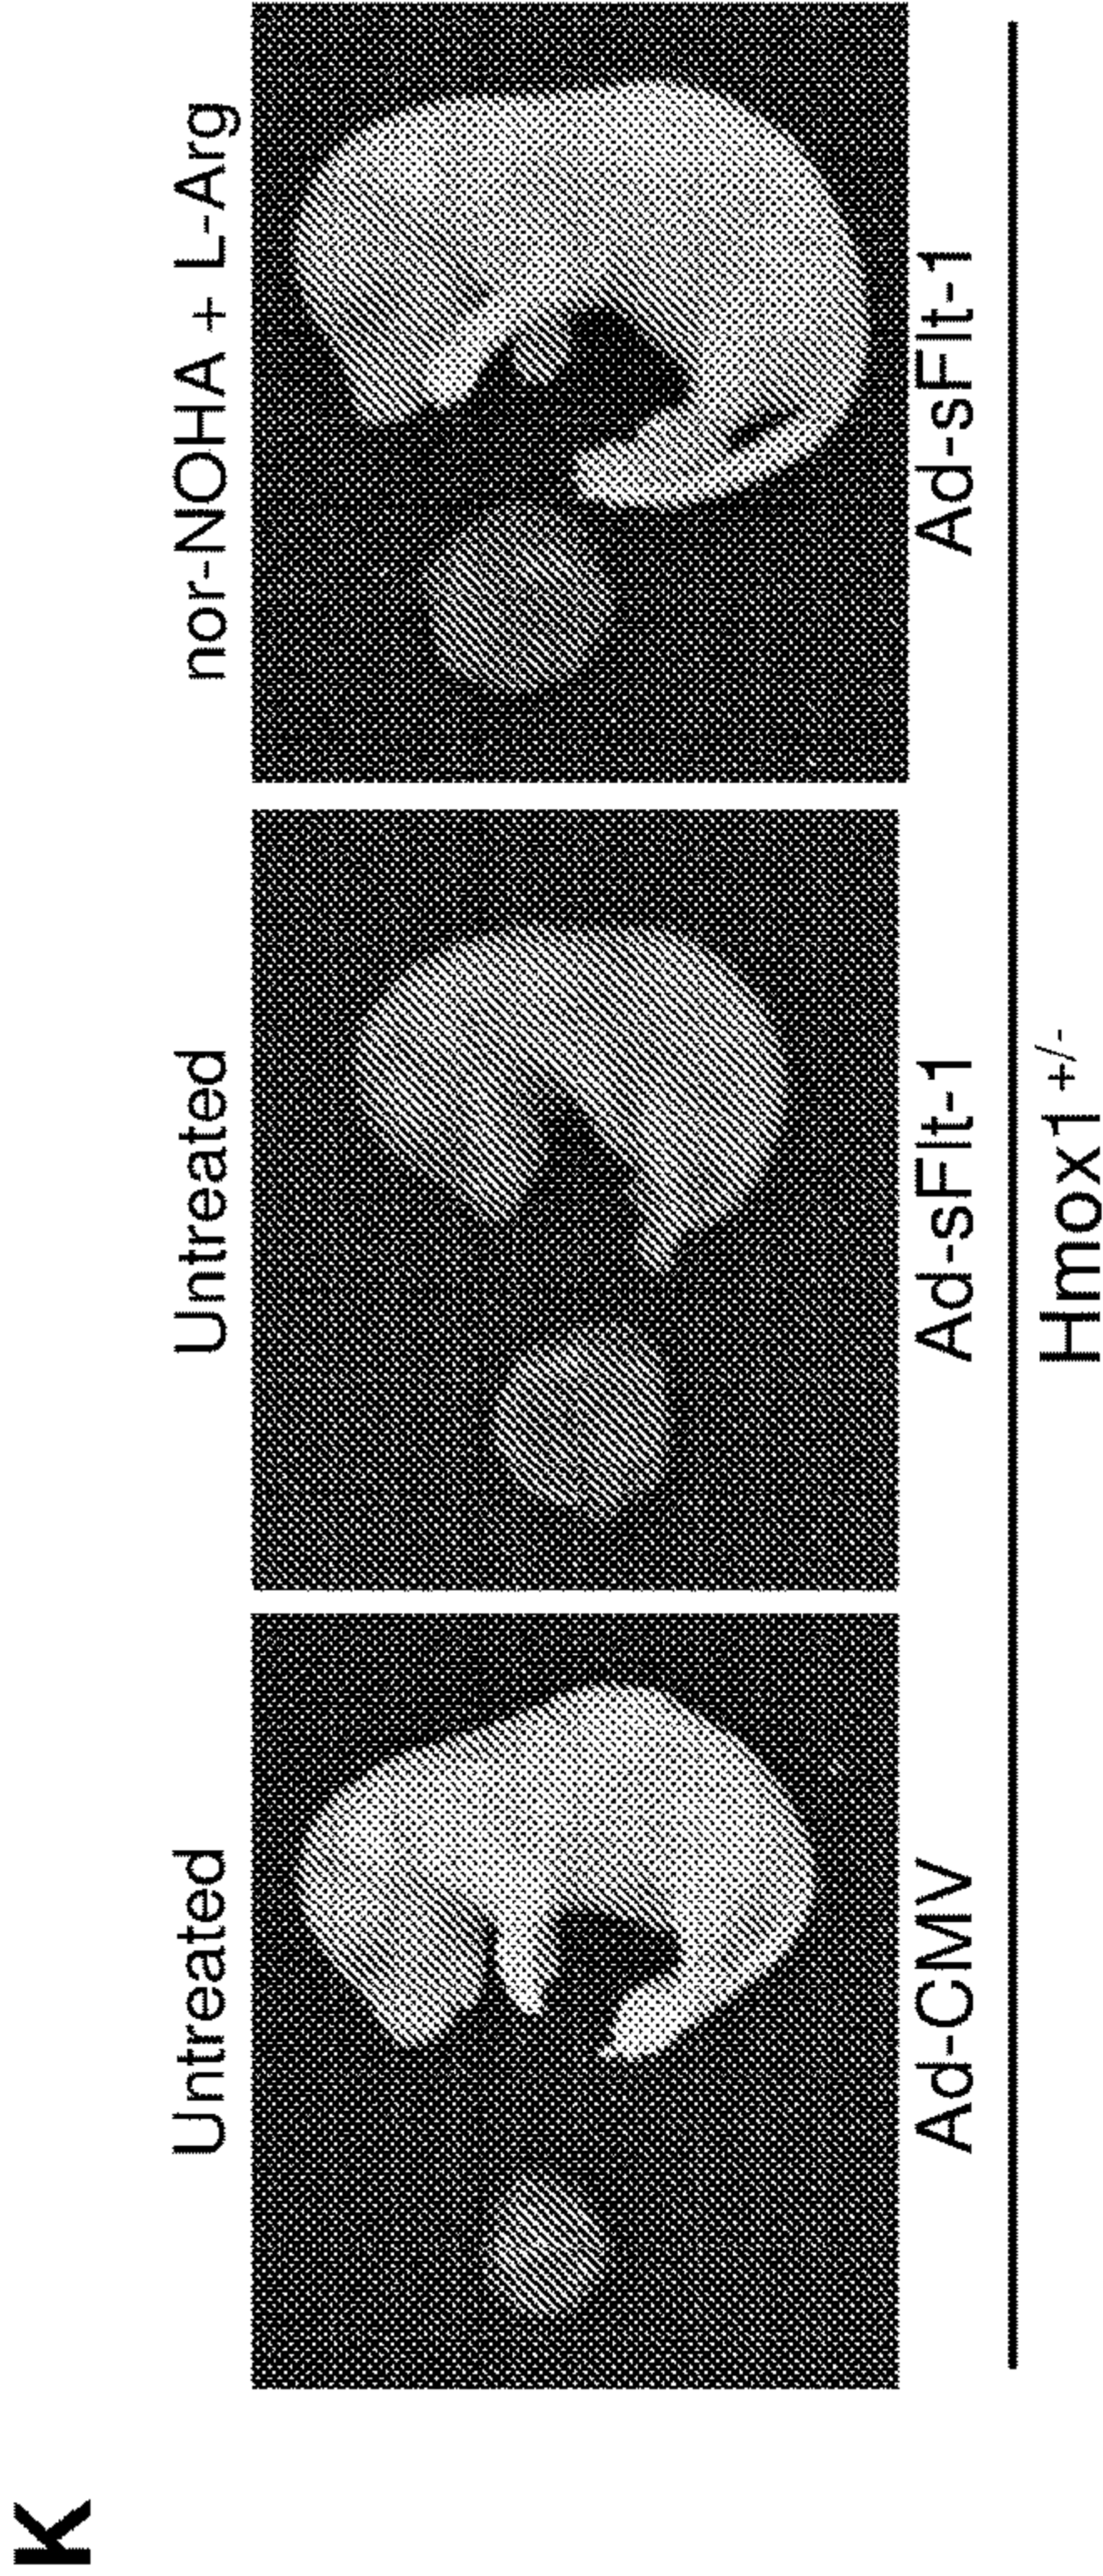 K
Untreated Untreated nor-NOHA + L-Arg
Ad-CMV Ad-sFlt-1 Ad-sFlt-1
Hmox1 +/-